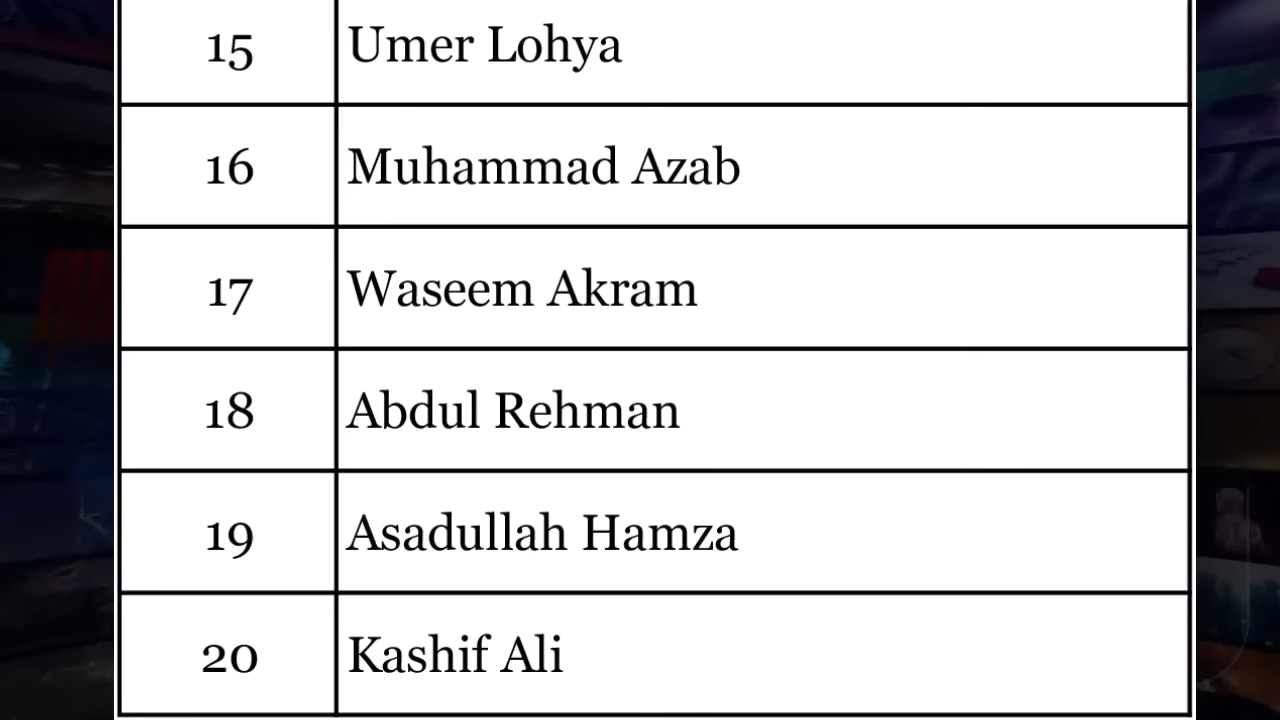 15 Umer Lohya
16 Muhammad Azab
17 Waseem Akram
18 Abdul Rehman
19 Asadullah Hamza
20 Kashif Ali